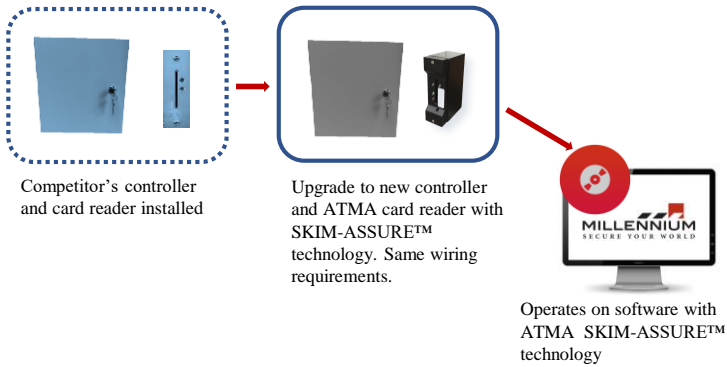 Competitor’s controller
and card reader installed
Upgrade to new controller
and ATMA card reader with
SKIM-ASSURE™
technology. Same wiring
requirements.
MILLENNIUM
SECURE YOUR WORLD
Operates on software with
ATMA SKIM-ASSURE™
technology